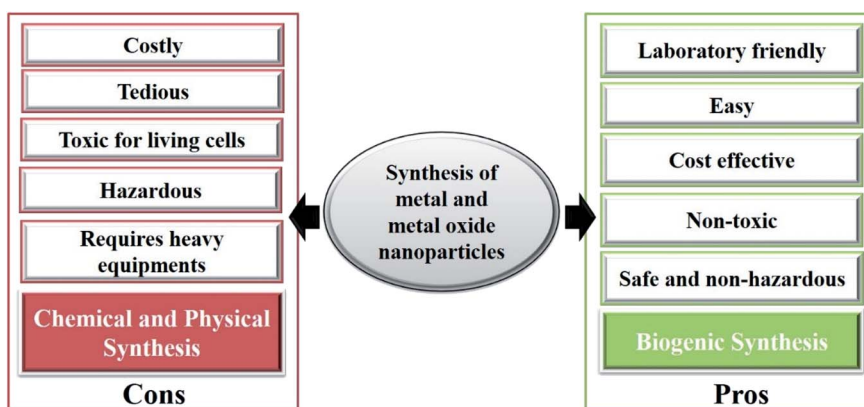 Costly
Tedious
Toxic for living cells
Hazardous
Requires heavy
equipments
Chemical and Physical
Synthesis
Cons
Synthesis of
metal and
metal oxide
nanoparticles
Laboratory friendly
Easy
Cost effective
Non-toxic
Safe and non-hazardous
Biogenic Synthesis
Pros